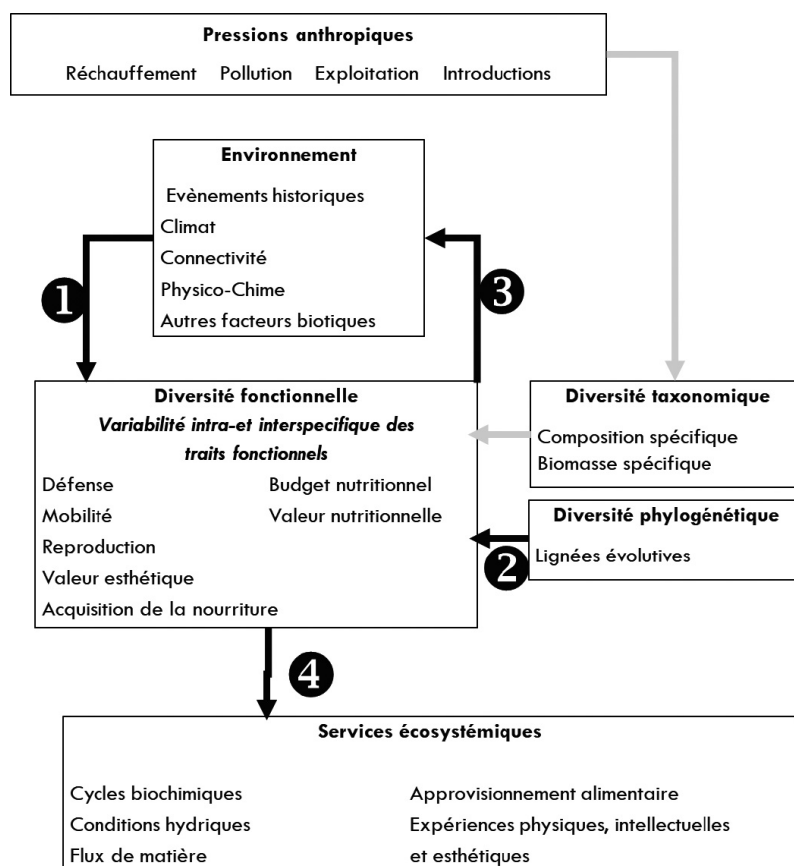 Pressions anthropiques
Réchauffement Pollution Exploitation Introductions
Environnement
Evènements historiques
Climat
Connectivité
Physico-Chime
Autres facteurs biotiques
1
3
Diversité fonctionnelle
Variabilité intra-et interspecifique des
traits fonctionnels
Défense Budget nutritionnel
Mobilité Valeur nutritionnelle
Reproduction
Valeur esthétique
Acquisition de la nourriture
Diversité taxonomique
Composition spécifique
Biomasse spécifique
Diversité phylogénétique
Lignées évolutives
2
4
Services écosystémiques
Cycles biochimiques Approvisionnement alimentaire
Conditions hydriques Expériences physiques, intellectuelles
Flux de matière et esthétiques